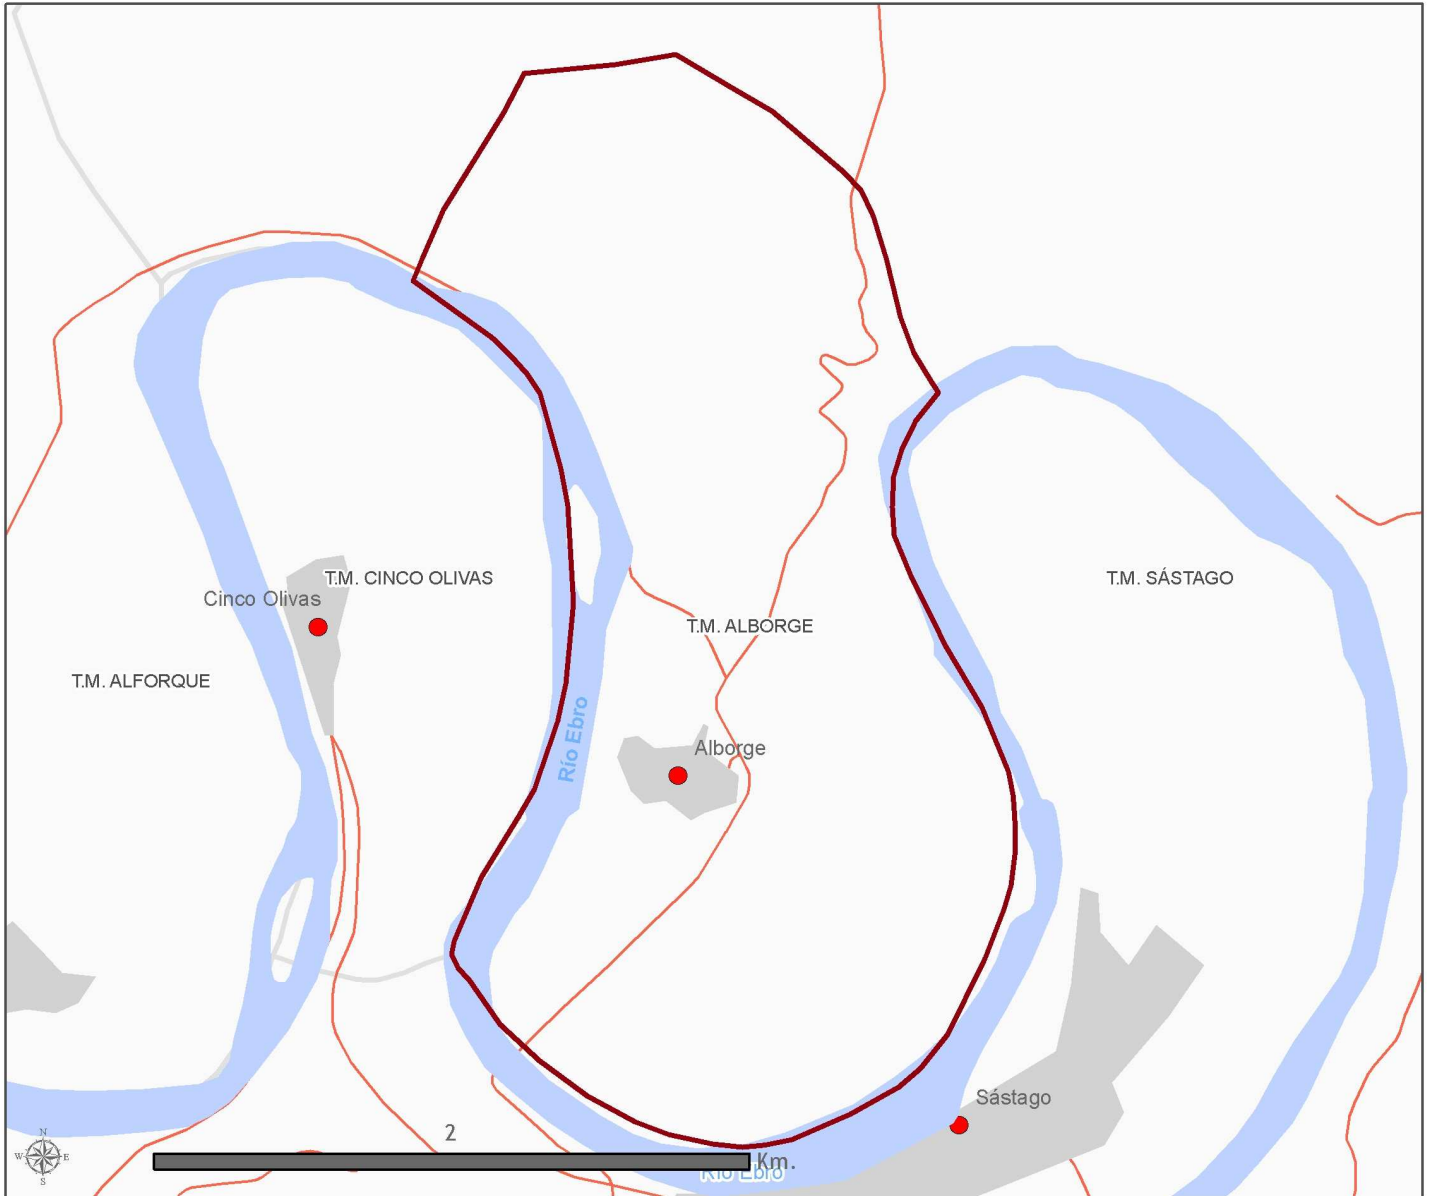 T.M. CINCO OLIVAS
Cinco Olivas
T.M. SÁSTAGO
T.M. ALBORGE
T.M. ALFORQUE
Río Ebro
Alborge
Sástago
N
W E
S
2
Km.
Río Ebro